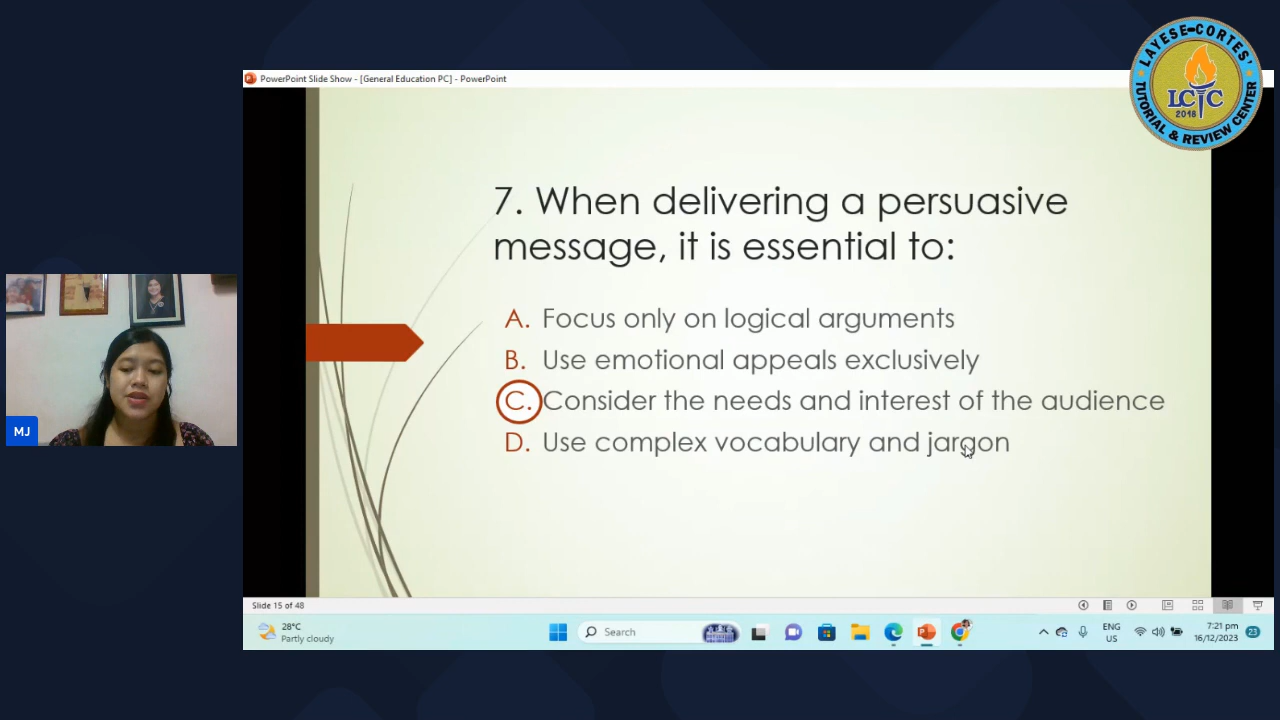 PowerPoint Slide Show - [General Education PC] - PowerPoint
LAYESE-CORTES'
LCTC
2018
TUTORIAL & REVIEW CENTER
7. When delivering a persuasive
message, it is essential to:
A. Focus only on logical arguments
B. Use emotional appeals exclusively
C. Consider the needs and interest of the audience
D. Use complex vocabulary and jargon
MJ
Slide 15 of 48
28°C
Partly cloudy
Search
ENG
US
7:21 pm
16/12/2023
23